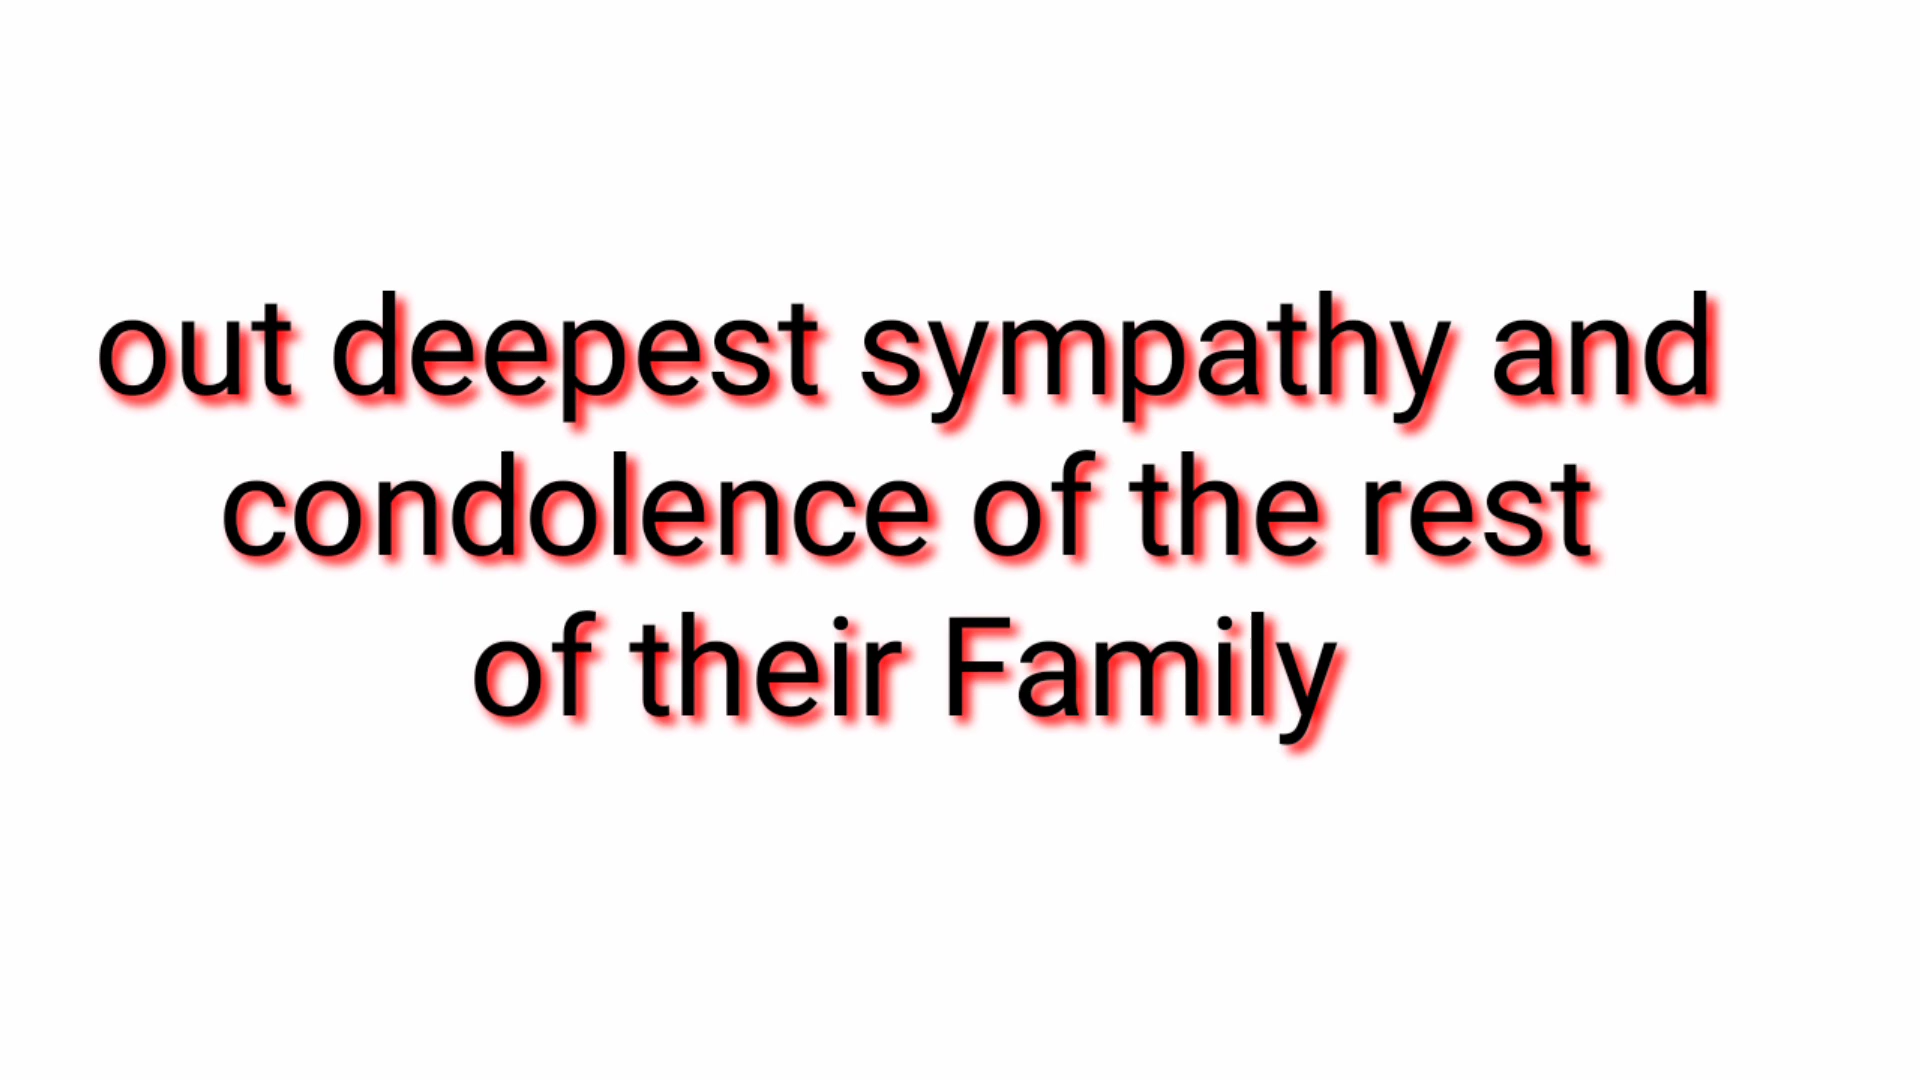 out deepest sympathy and
condolence of the rest
of their Family